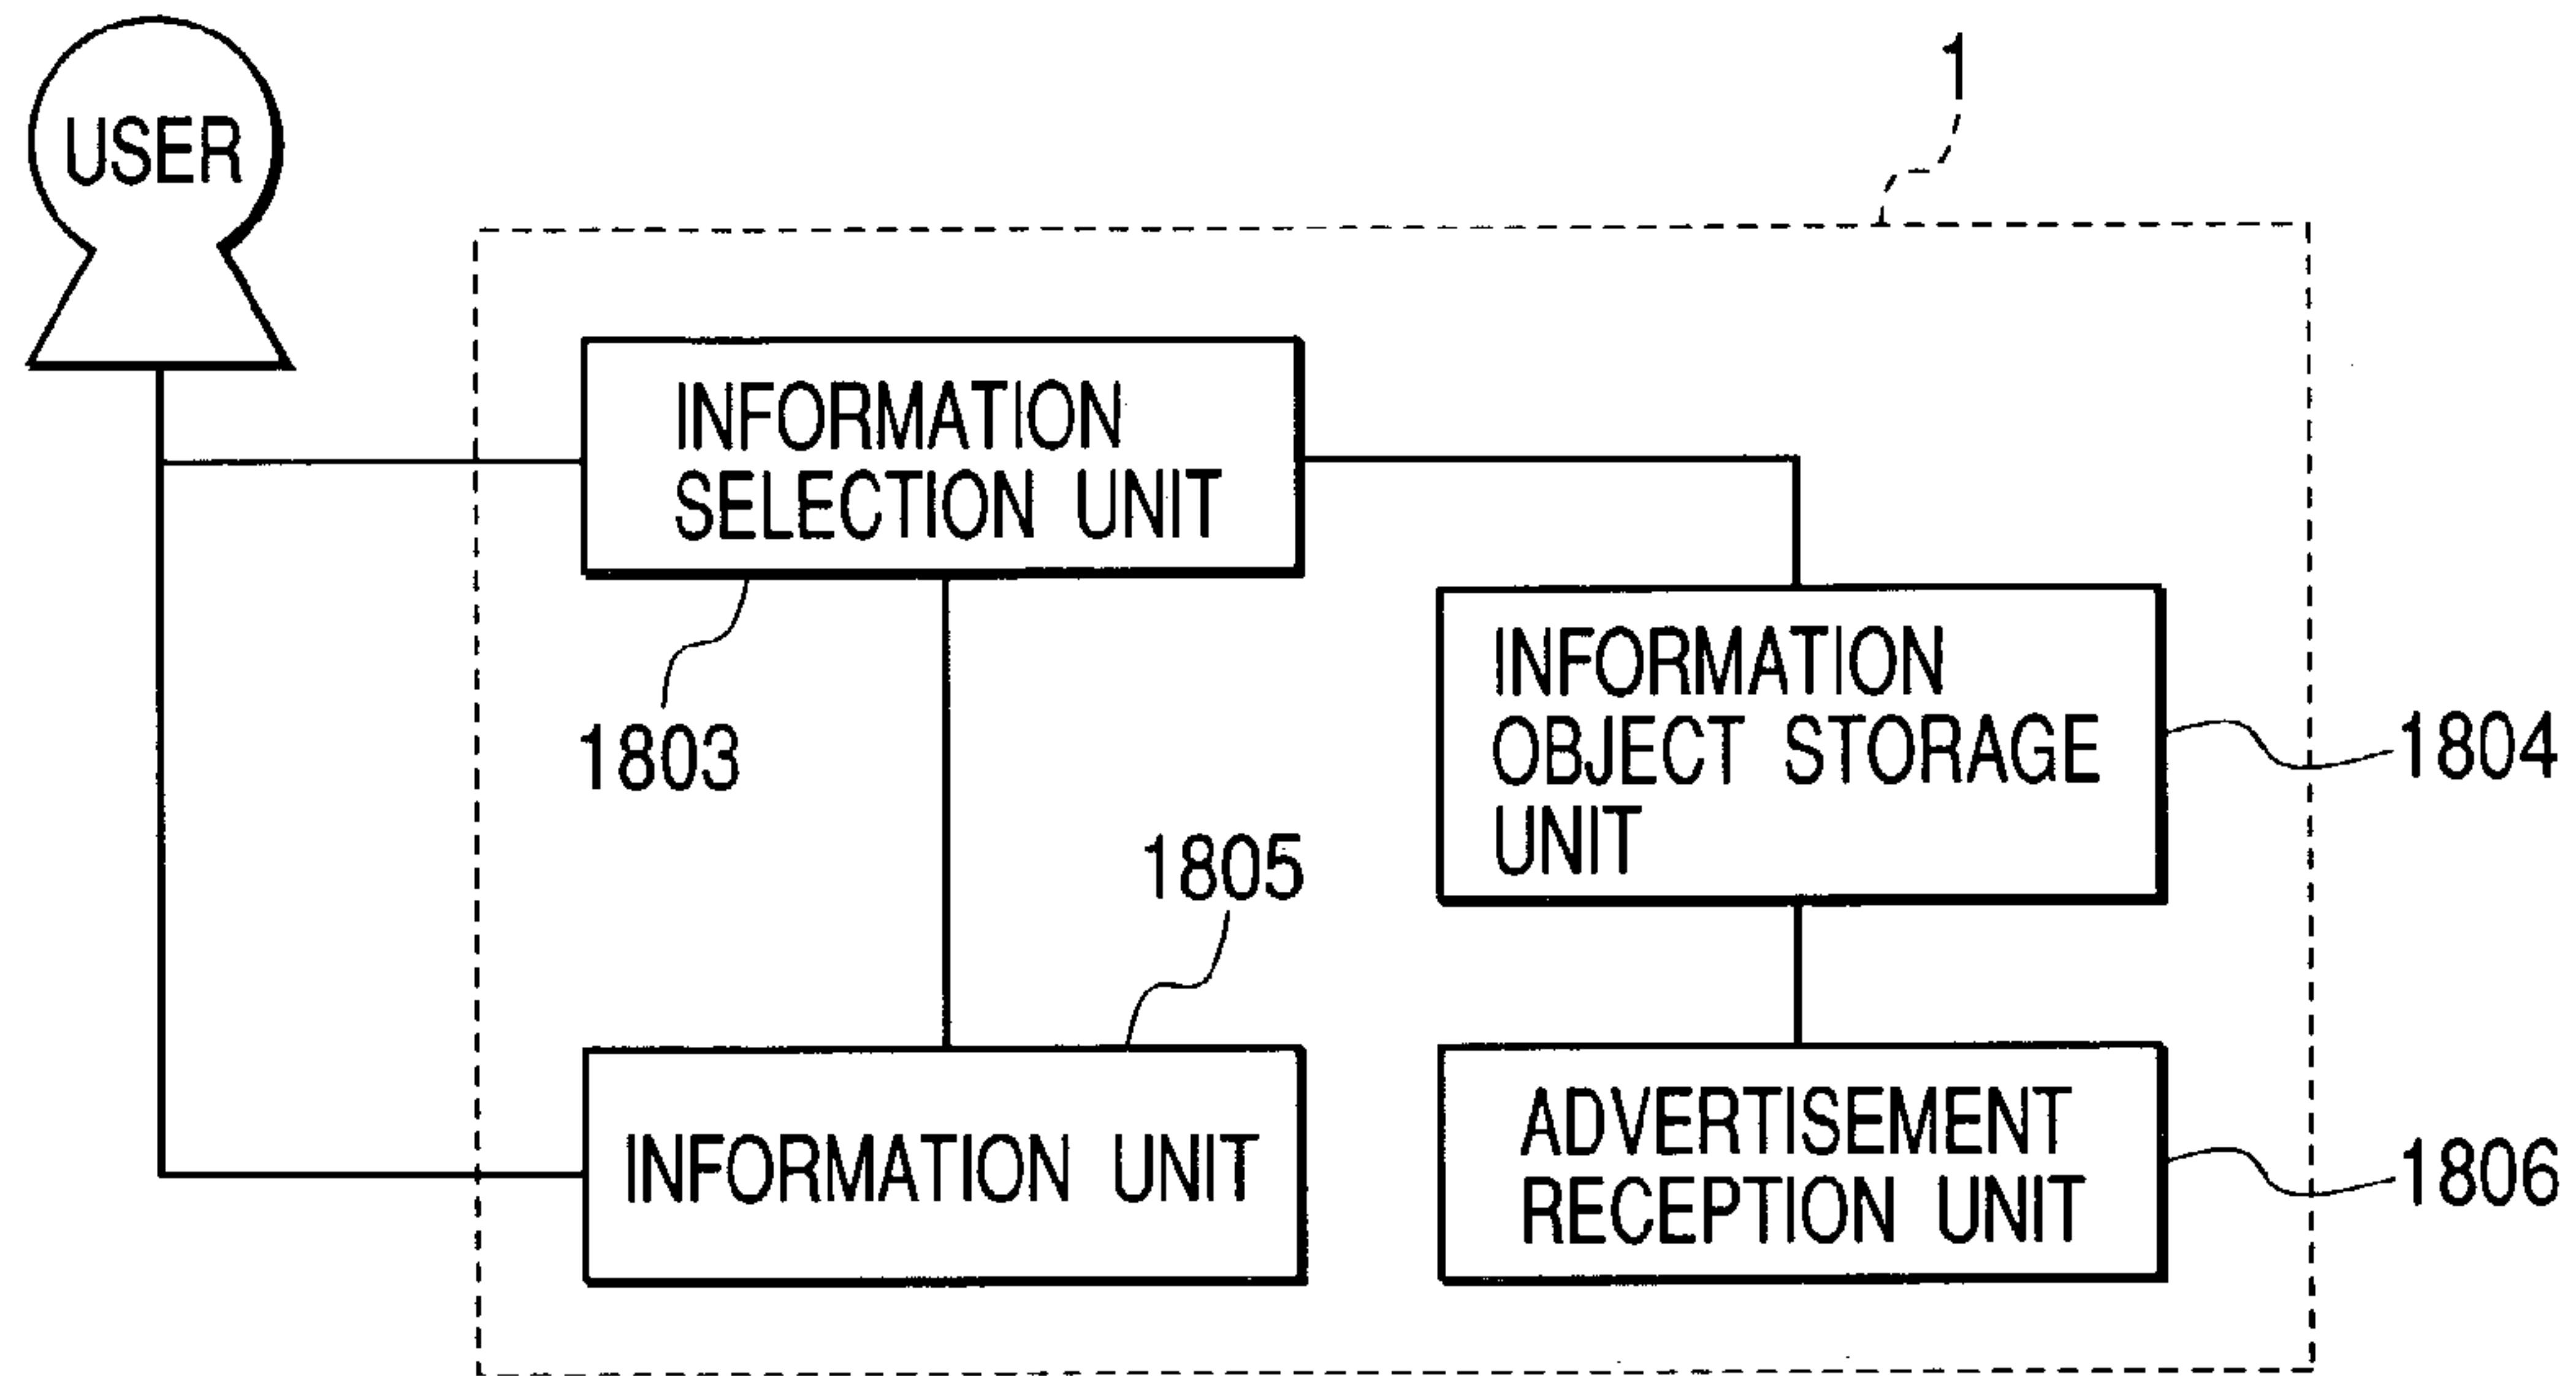 1
USER
INFORMATION
SELECTION UNIT
1803
INFORMATION
OBJECT STORAGE
UNIT
1804
1805
INFORMATION UNIT
ADVERTISEMENT
RECEPTION UNIT
1806